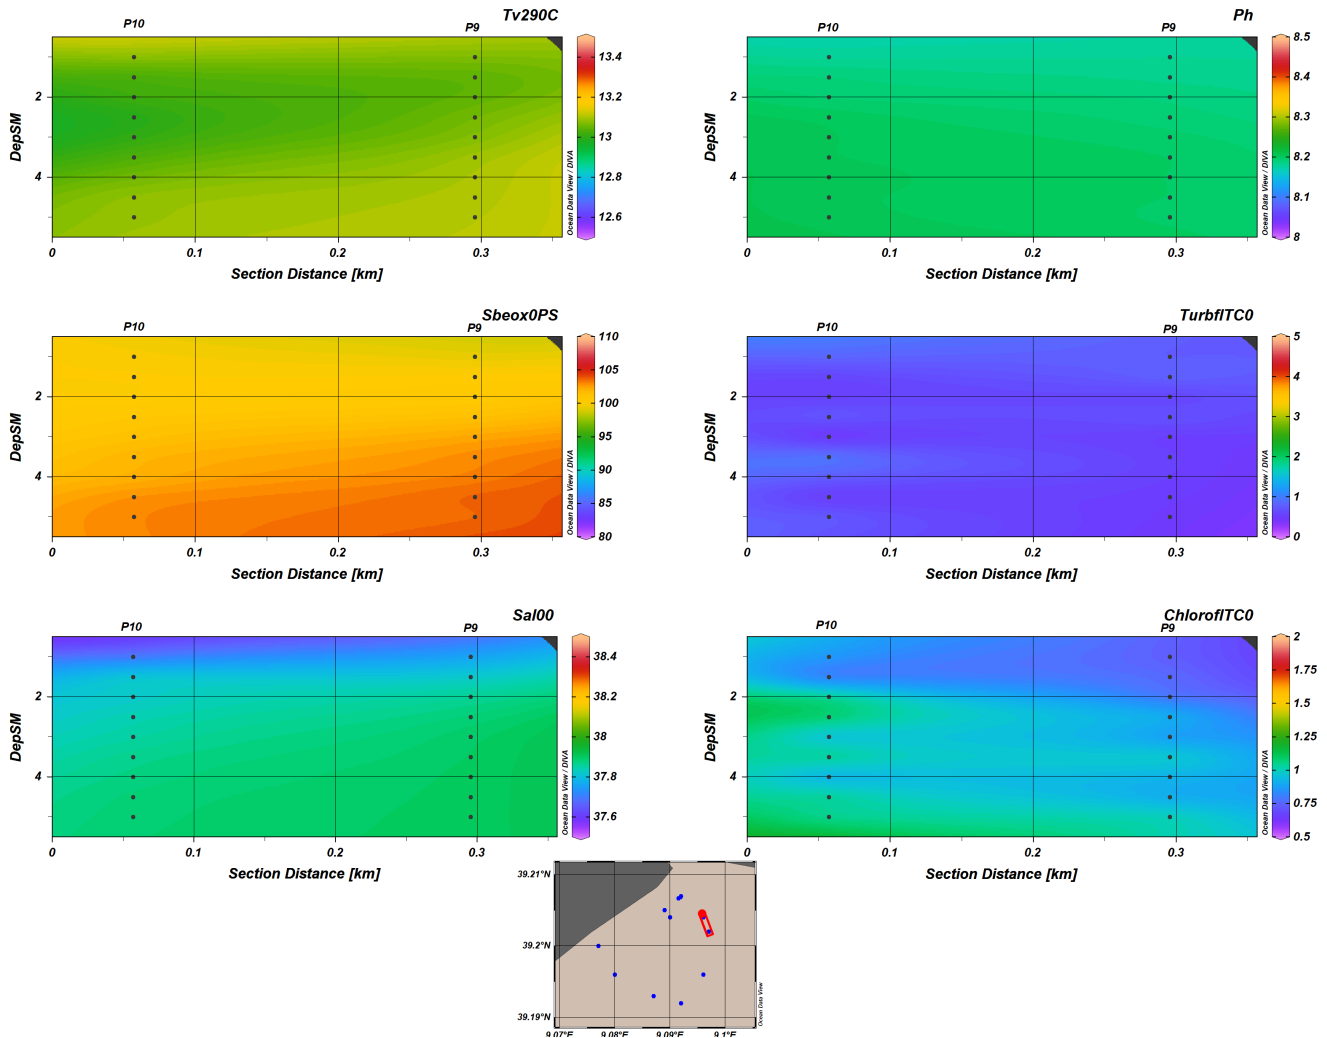 Tv290C
P10
P9
DepSM
2
4
0
0.1
0.2
0.3
Section Distance [km]
13.4
13.2
13
12.8
12.6
Ocean Data View / DIVA
Ph
P10
P9
DepSM
2
4
0
0.1
0.2
0.3
Section Distance [km]
8.5
8.4
8.3
8.2
8.1
8
Ocean Data View / DIVA
Sbeox0PS
P10
P9
DepSM
2
4
0
0.1
0.2
0.3
Section Distance [km]
110
105
100
95
90
85
80
Ocean Data View / DIVA
TurbflTC0
P10
P9
DepSM
2
4
0
0.1
0.2
0.3
Section Distance [km]
5
4
3
2
1
0
Ocean Data View / DIVA
Sal00
P10
P9
DepSM
2
4
0
0.1
0.2
0.3
Section Distance [km]
38.4
38.2
38
37.8
37.6
Ocean Data View / DIVA
ChloroflTC0
P10
P9
DepSM
2
4
0
0.1
0.2
0.3
Section Distance [km]
2
1.75
1.5
1.25
1
0.75
0.5
Ocean Data View / DIVA
39.21°N
39.2°N
39.19°N
9.07°E
9.08°E
9.09°E
9.1°E
Ocean Data View